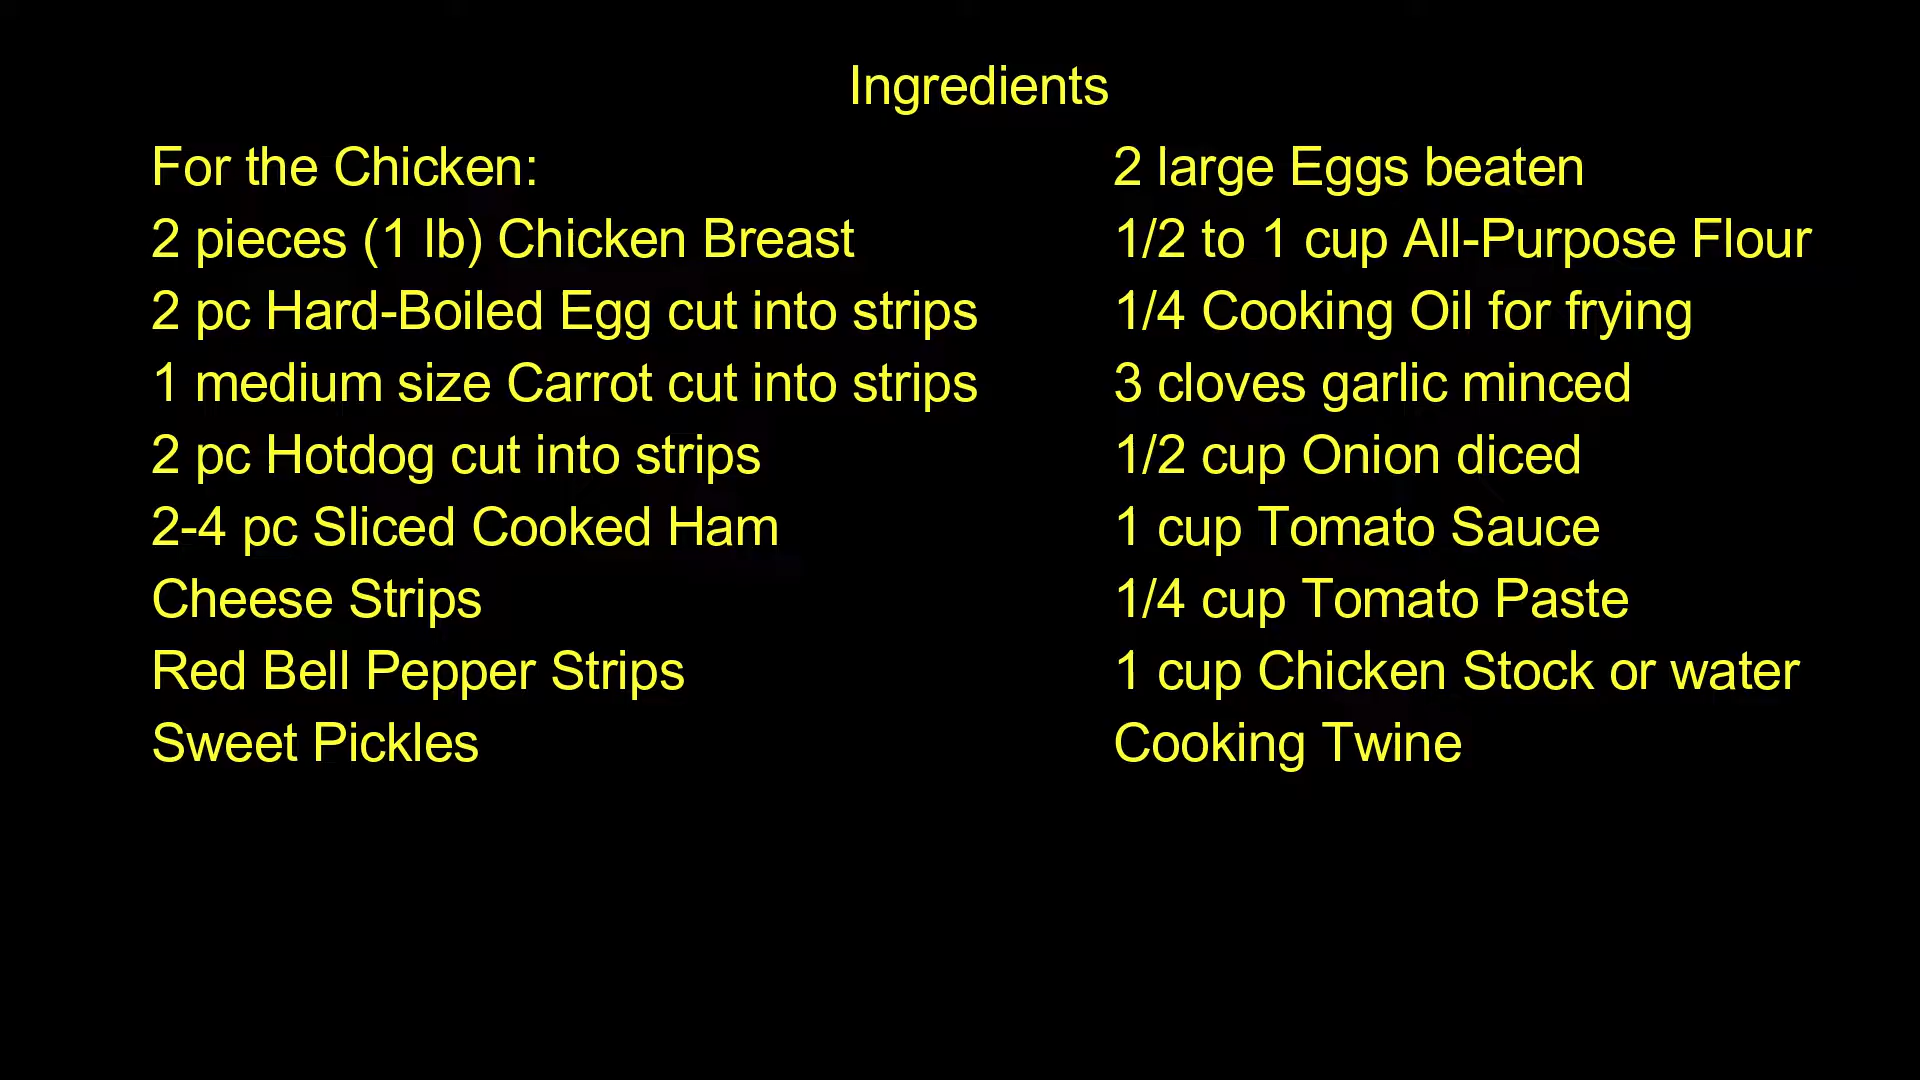 Ingredients
For the Chicken:
2 pieces (1 lb) Chicken Breast
2 pc Hard-Boiled Egg cut into strips
1 medium size Carrot cut into strips
2 pc Hotdog cut into strips
2-4 pc Sliced Cooked Ham
Cheese Strips
Red Bell Pepper Strips
Sweet Pickles
2 large Eggs beaten
1/2 to 1 cup All-Purpose Flour
1/4 Cooking Oil for frying
3 cloves garlic minced
1/2 cup Onion diced
1 cup Tomato Sauce
1/4 cup Tomato Paste
1 cup Chicken Stock or water
Cooking Twine